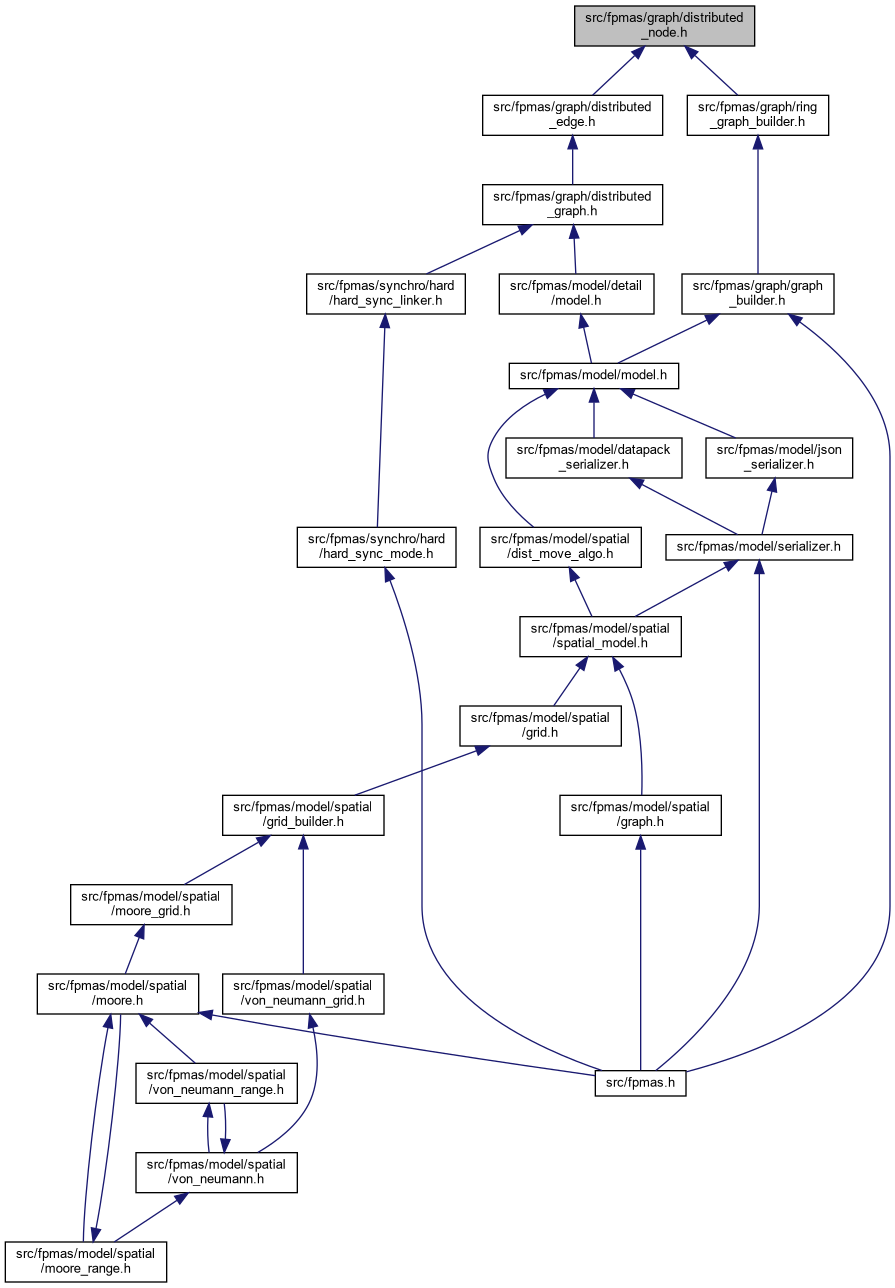 src/fpmas/graph/distributed
_node.h
src/fpmas/graph/distributed
_edge.h
src/fpmas/graph/ring
_graph_builder.h
src/fpmas/graph/distributed
_graph.h
src/fpmas/synchro/hard
/hard_sync_linker.h
src/fpmas/model/detail
/model.h
src/fpmas/graph/graph
_builder.h
src/fpmas/model/model.h
src/fpmas/model/datapack
_serializer.h
src/fpmas/model/json
_serializer.h
src/fpmas/synchro/hard
/hard_sync_mode.h
src/fpmas/model/spatial
/dist_move_algo.h
src/fpmas/model/serializer.h
src/fpmas/model/spatial
/spatial_model.h
src/fpmas/model/spatial
/grid.h
src/fpmas/model/spatial
/grid_builder.h
src/fpmas/model/spatial
/graph.h
src/fpmas/model/spatial
/moore_grid.h
src/fpmas/model/spatial
/moore.h
src/fpmas/model/spatial
/von_neumann_grid.h
src/fpmas/model/spatial
/von_neumann_range.h
src/fpmas.h
src/fpmas/model/spatial
/von_neumann.h
src/fpmas/model/spatial
/moore_range.h